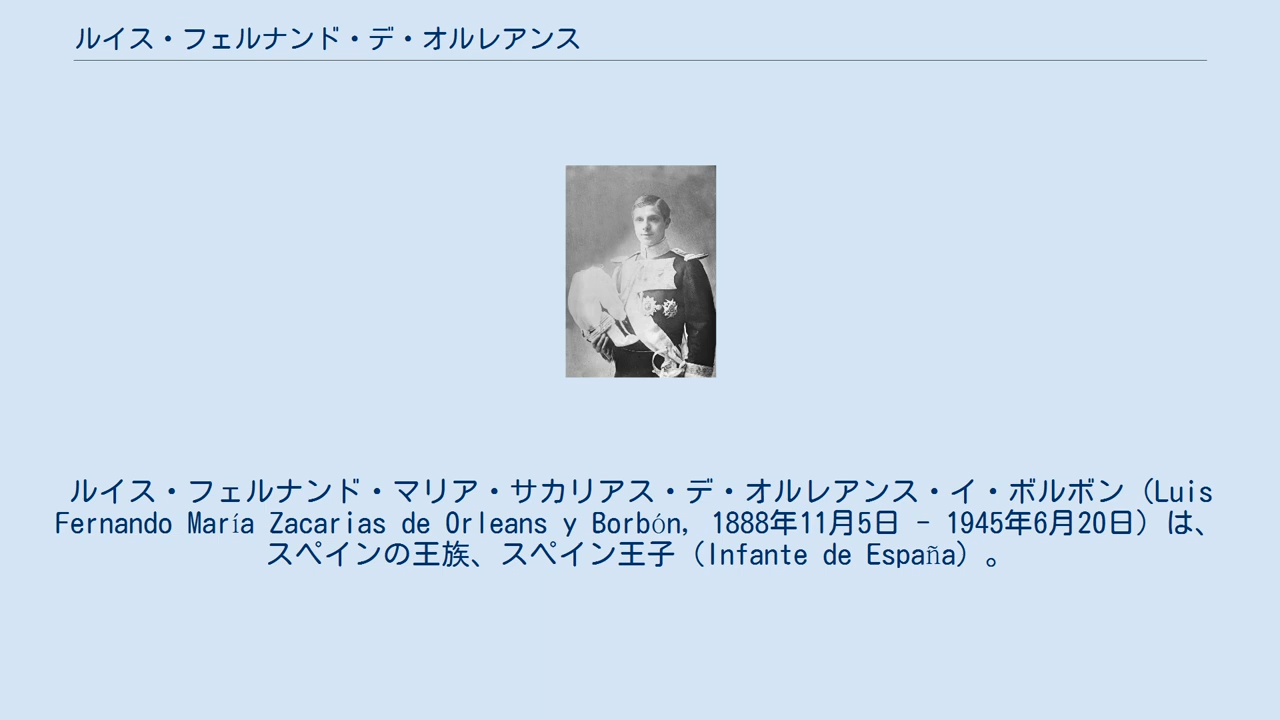 ルイス・フェルナンド・デ・オルレアンス
ルイス・フェルナンド・マリア・サカリアス・デ・オルレアンス・イ・ボルボン（Luis
Fernando María Zacarias de Orleans y Borbón, 1888年11月5日 - 1945年6月20日）は、
スペインの王族、スペイン王子（Infante de España）。